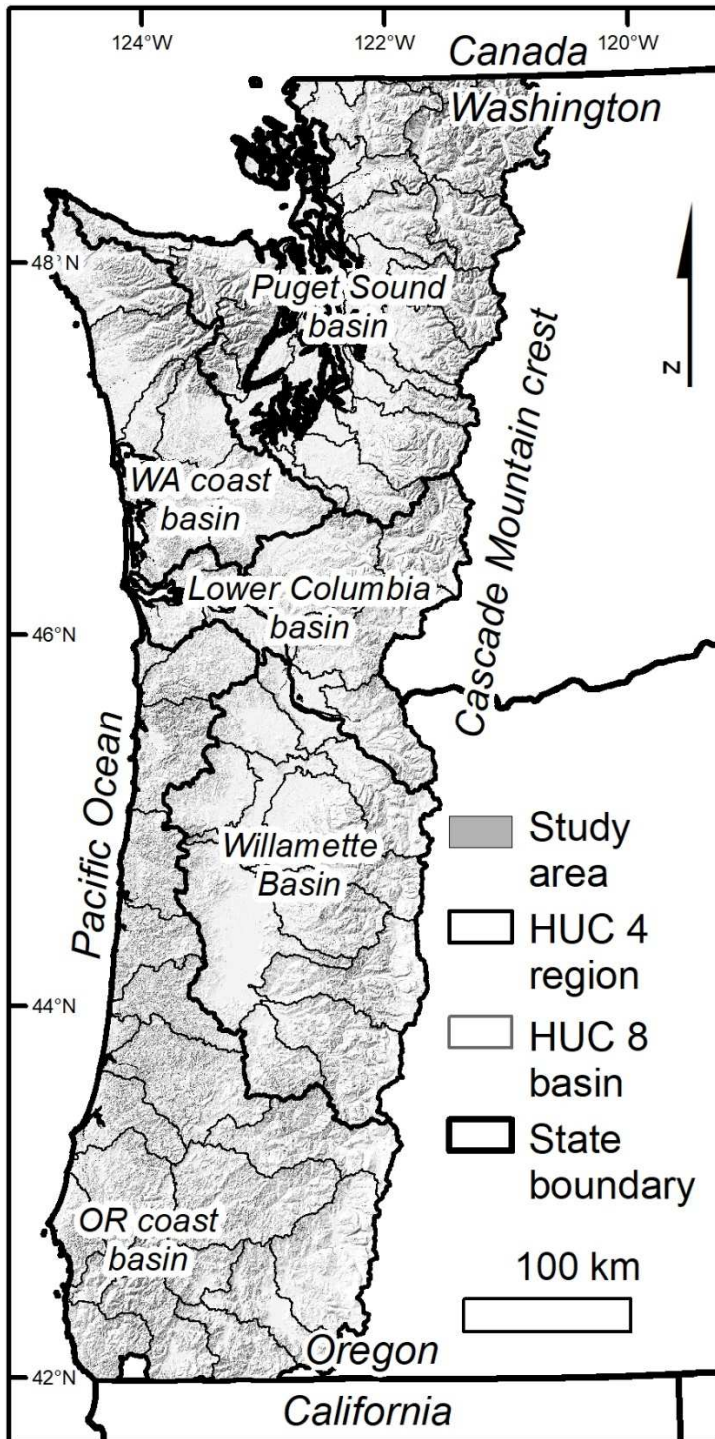 124°W
122°W
120°W
Canada
Washington
48°N
Puget Sound
basin
z
WA coast
basin
Cascade Mountain crest
Lower Columbia
basin
46°N
Pacific Ocean
Willamette
Basin
Study
area
HUC 4
region
44°N
HUC 8
basin
State
boundary
OR coast
basin
100 km
Oregon
42°N
California